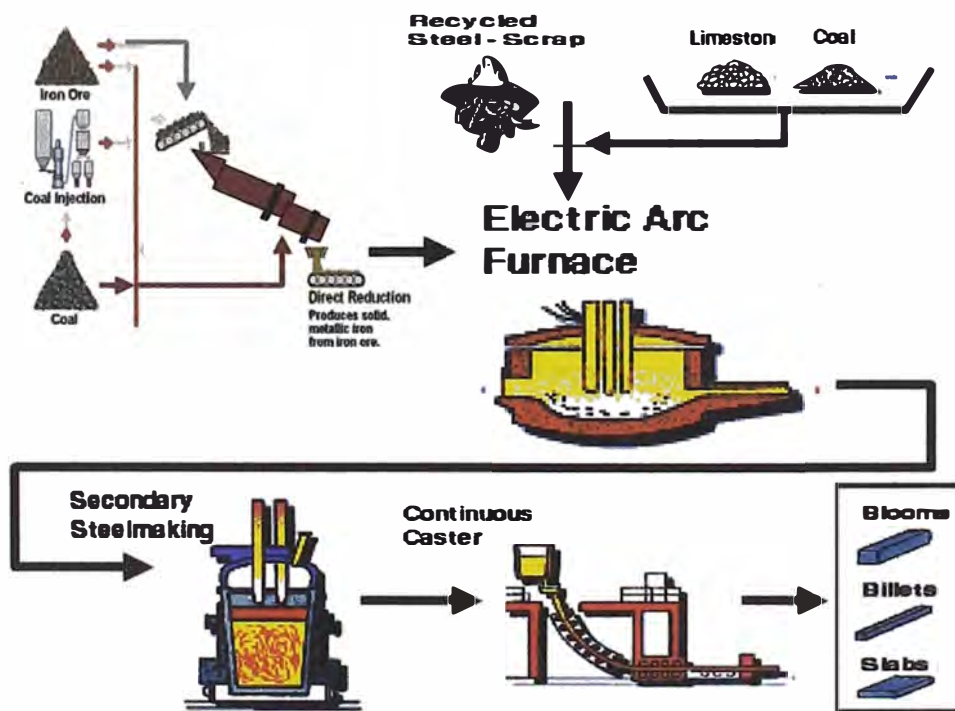 Recycled
Steel - Scrap
Limeston
Coal
Iron Ore
Coal Injection
Coal
Direct Reduction
Produces solid,
metallic iron
from iron ore.
Electric Arc
Furnace
Secondary
Steelmaking
Continuous
Caster
Blooms
Billets
Slabs